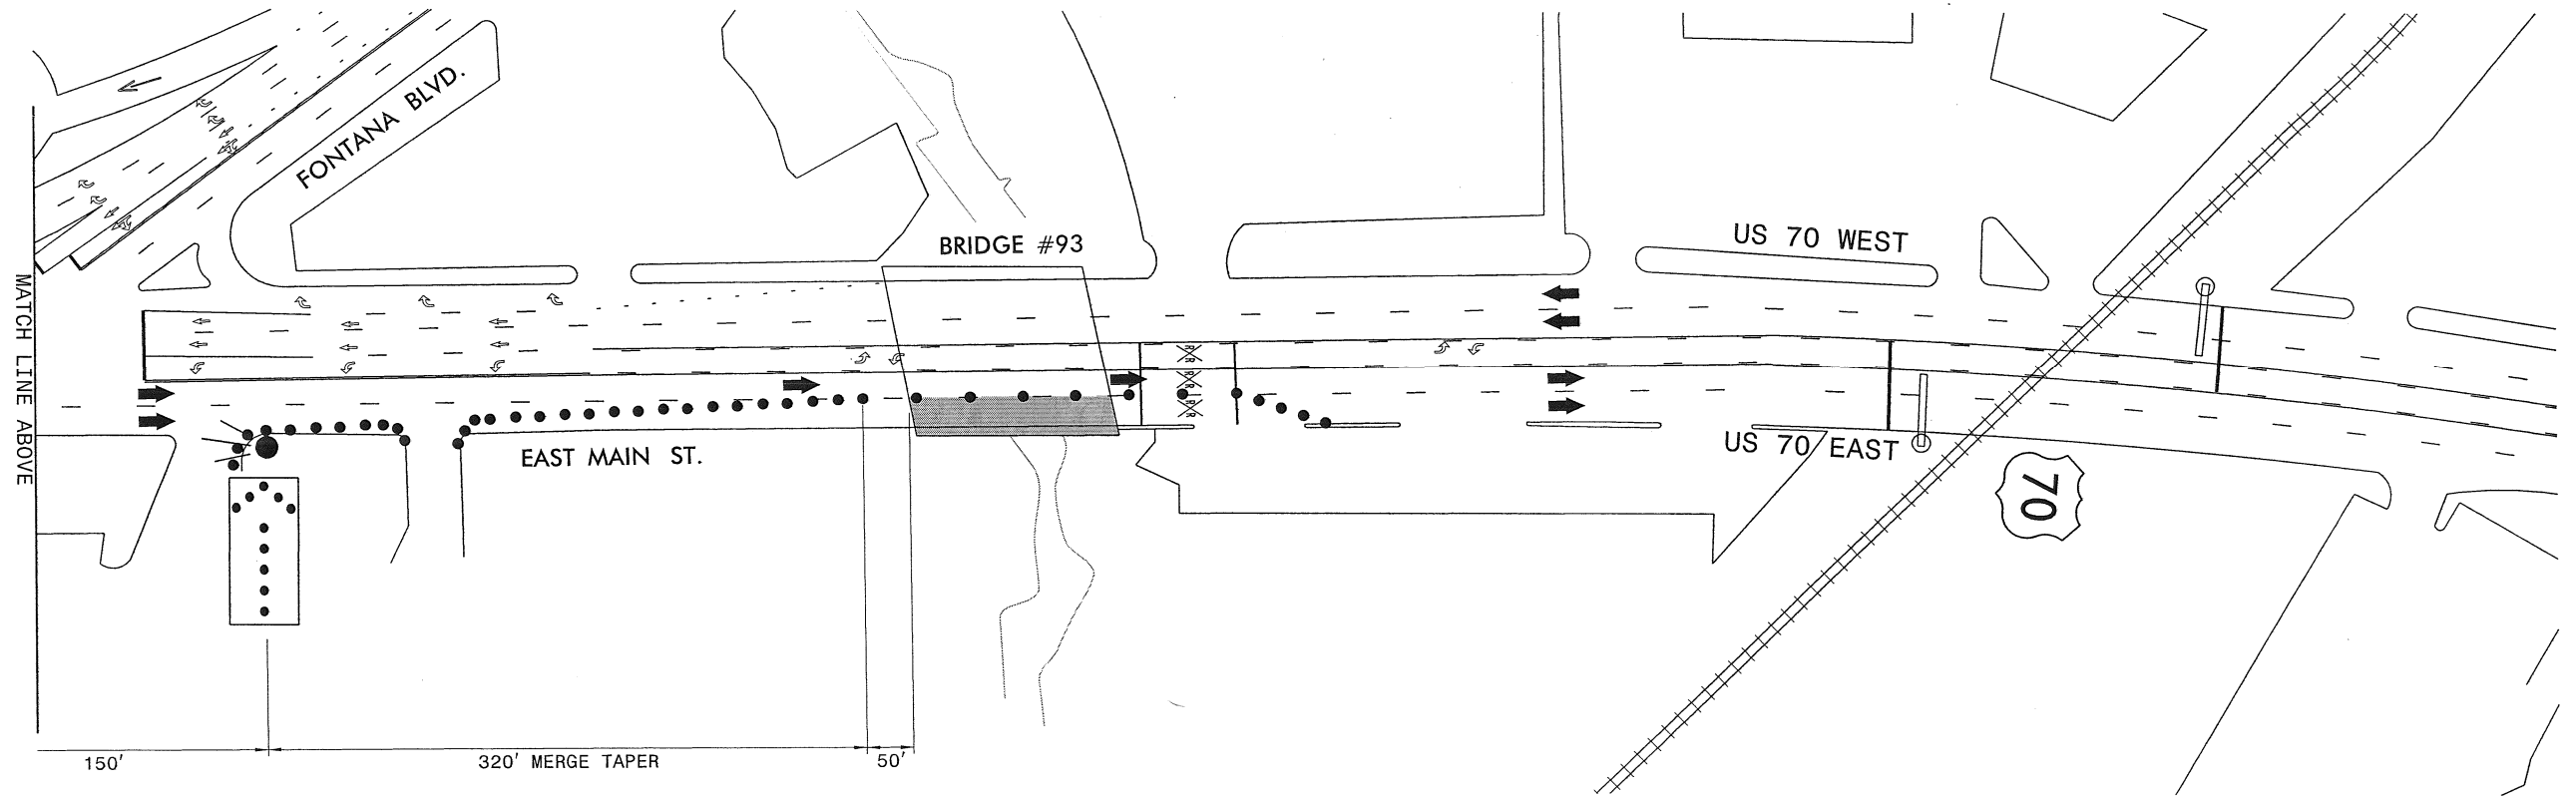 FONTANA BLVD.
BRIDGE #93
US 70 WEST
MATCH LINE ABOVE
R R
R R
R R
EAST MAIN ST.
US 70 EAST
70
150' 320' MERGE TAPER 50'